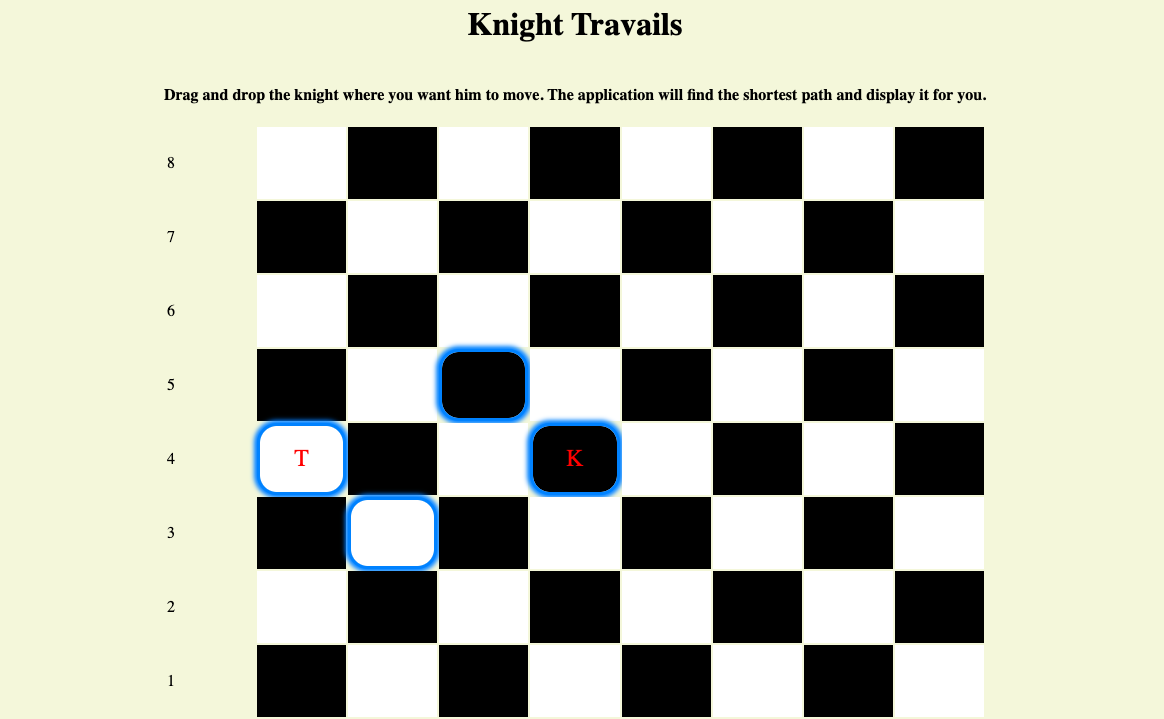 Knight Travails
Drag and drop the knight where you want him to move. The application will find the shortest path and display it for you.
8
7
6
5
4 T K
3
2
1